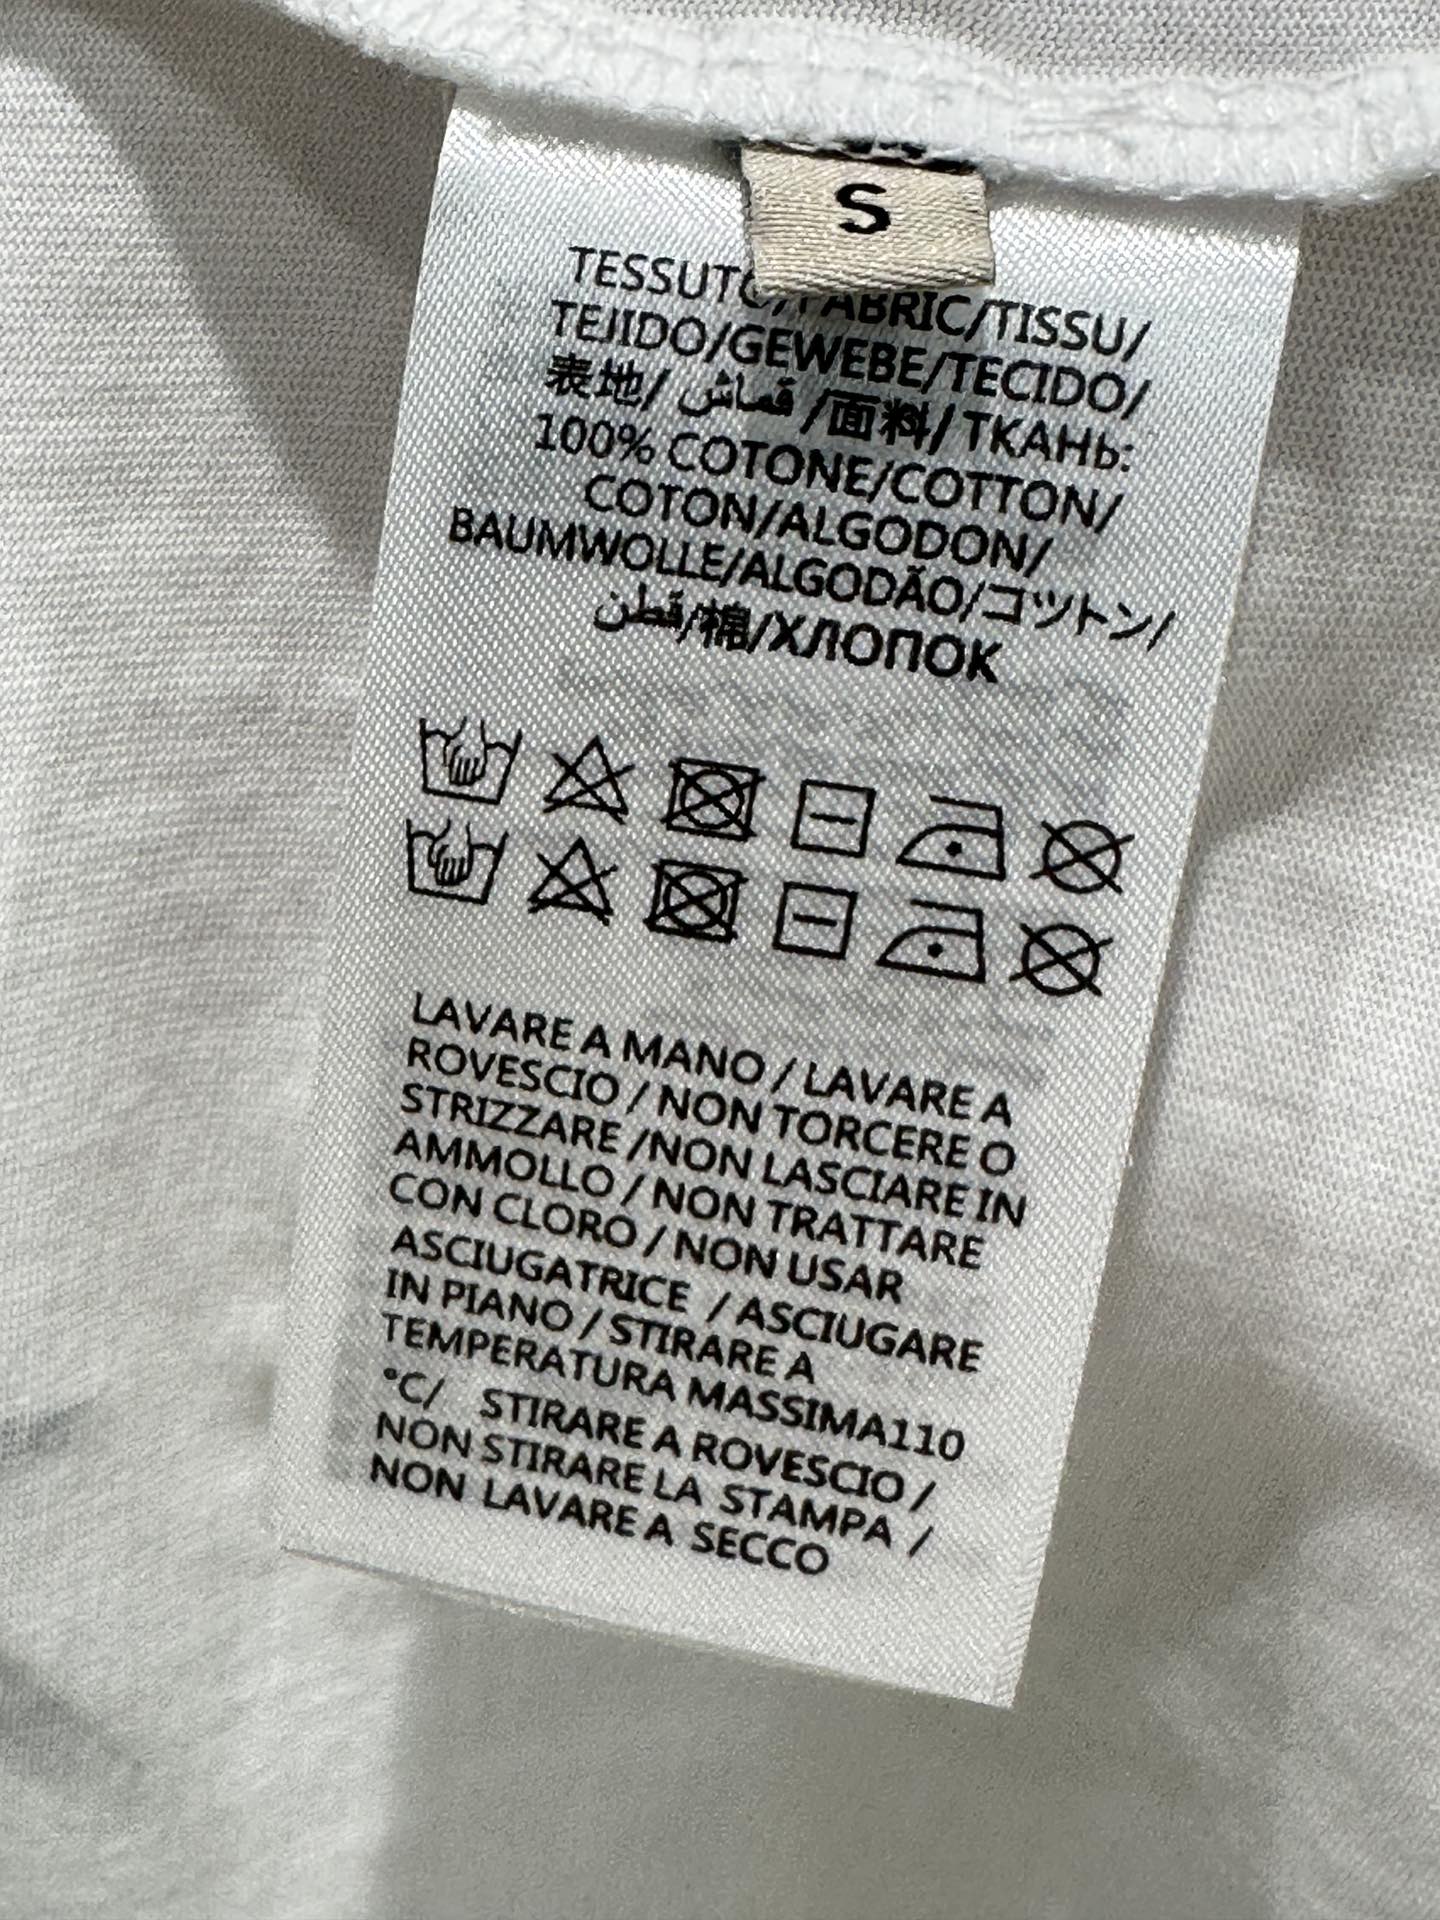 S
TESSUTO/FABRIC/TISSU/
TEJIDO/GEWEBE/TECIDO/
表地/ قماش /面料/ ТКАНЬ:
100% COTONE/COTTON/
COTON/ALGODON/
BAUMWOLLE/ALGODÃO/コットン/
قطن/棉/ХЛОПОК
LAVARE A MANO / LAVARE A
ROVESCIO / NON TORCERE O
STRIZZARE /NON LASCIARE IN
AMMOLLO / NON TRATTARE
CON CLORO / NON USAR
ASCIUGATRICE / ASCIUGARE
IN PIANO / STIRARE A
TEMPERATURA MASSIMA110
°C/ STIRARE A ROVESCIO /
NON STIRARE LA STAMPA /
NON LAVARE A SECCO